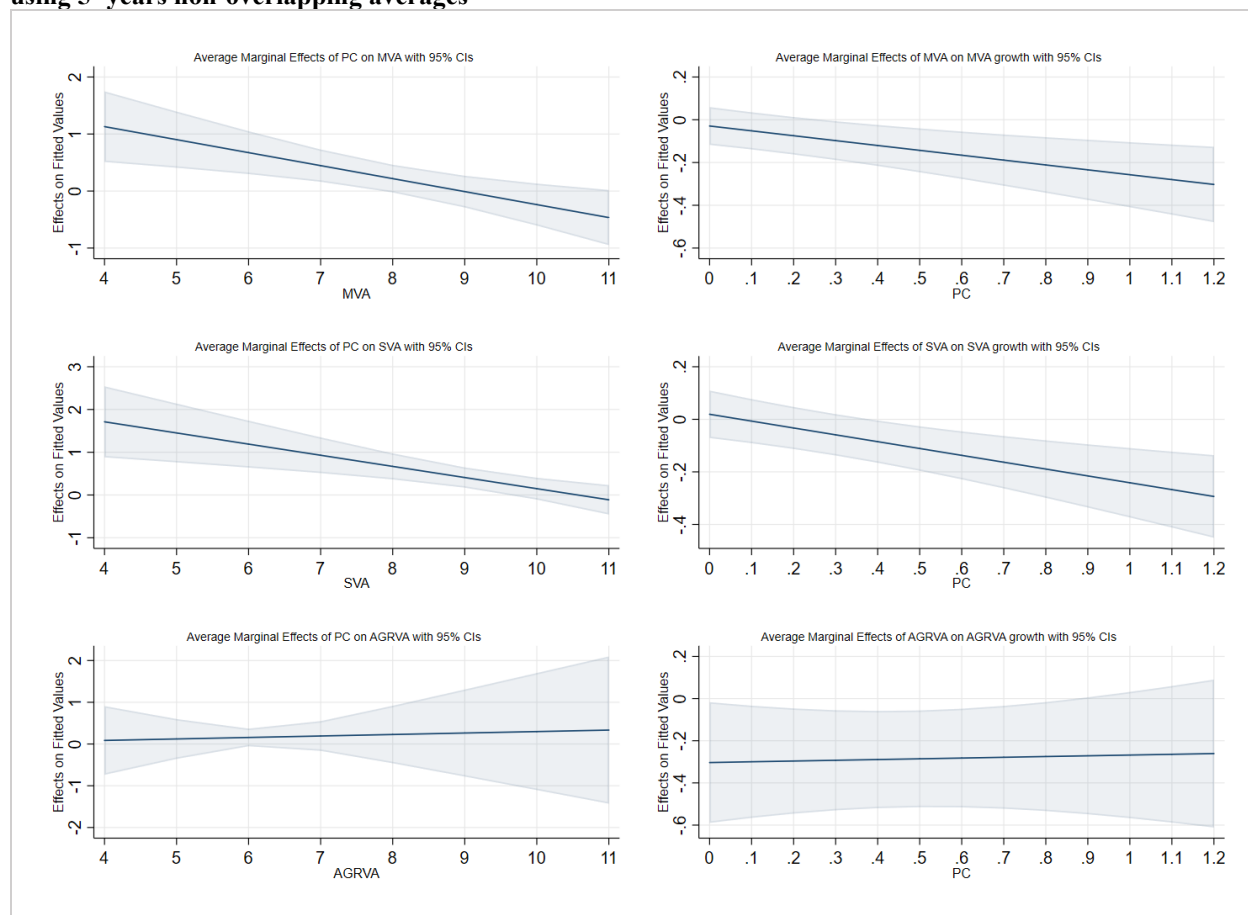 using 5- years non-overlapping averages
Average Marginal Effects of PC on MVA with 95% CIs
Effects on Fitted Values
2
1
0
-1
4 5 6 7 8 9 10 11
MVA
Average Marginal Effects of MVA on MVA growth with 95% CIs
Effects on Fitted Values
.2
0
-.2
-.4
-.6
0 .1 .2 .3 .4 .5 .6 .7 .8 .9 1 1.1 1.2
PC
Average Marginal Effects of PC on SVA with 95% CIs
Effects on Fitted Values
3
2
1
0
-1
4 5 6 7 8 9 10 11
SVA
Average Marginal Effects of SVA on SVA growth with 95% CIs
Effects on Fitted Values
.2
0
-.2
-.4
0 .1 .2 .3 .4 .5 .6 .7 .8 .9 1 1.1 1.2
PC
Average Marginal Effects of PC on AGRVA with 95% CIs
Effects on Fitted Values
2
1
0
-1
-2
4 5 6 7 8 9 10 11
AGRVA
Average Marginal Effects of AGRVA on AGRVA growth with 95% CIs
Effects on Fitted Values
.2
0
-.2
-.4
-.6
0 .1 .2 .3 .4 .5 .6 .7 .8 .9 1 1.1 1.2
PC